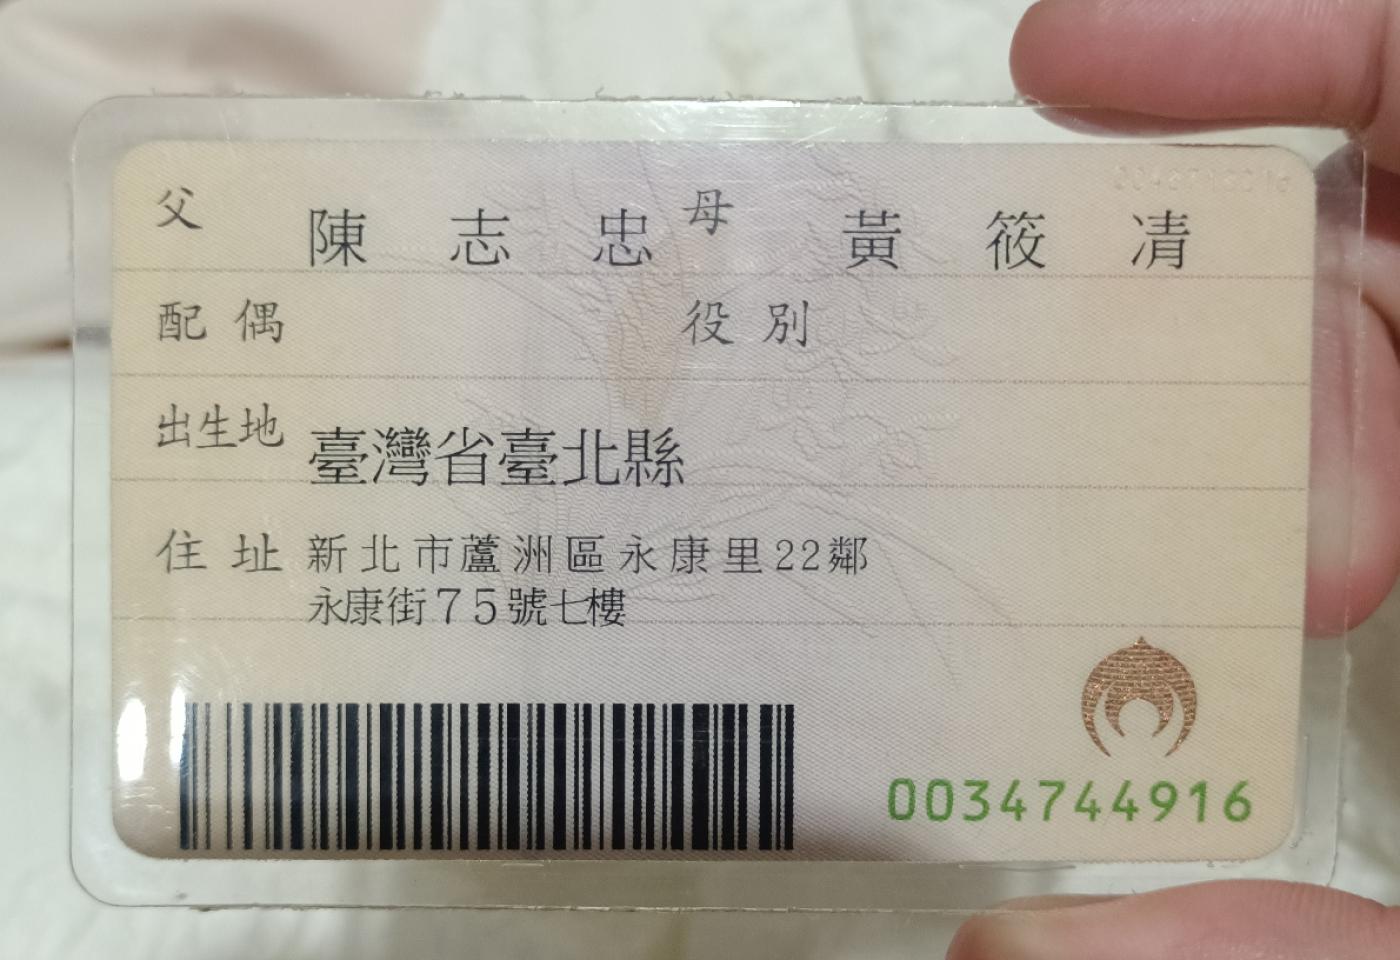 父 陳志忠 母 黃筱凊
配偶 役別
出生地 臺灣省臺北縣
住址 新北市蘆洲區永康里22鄰
永康街75號七樓
0034744916